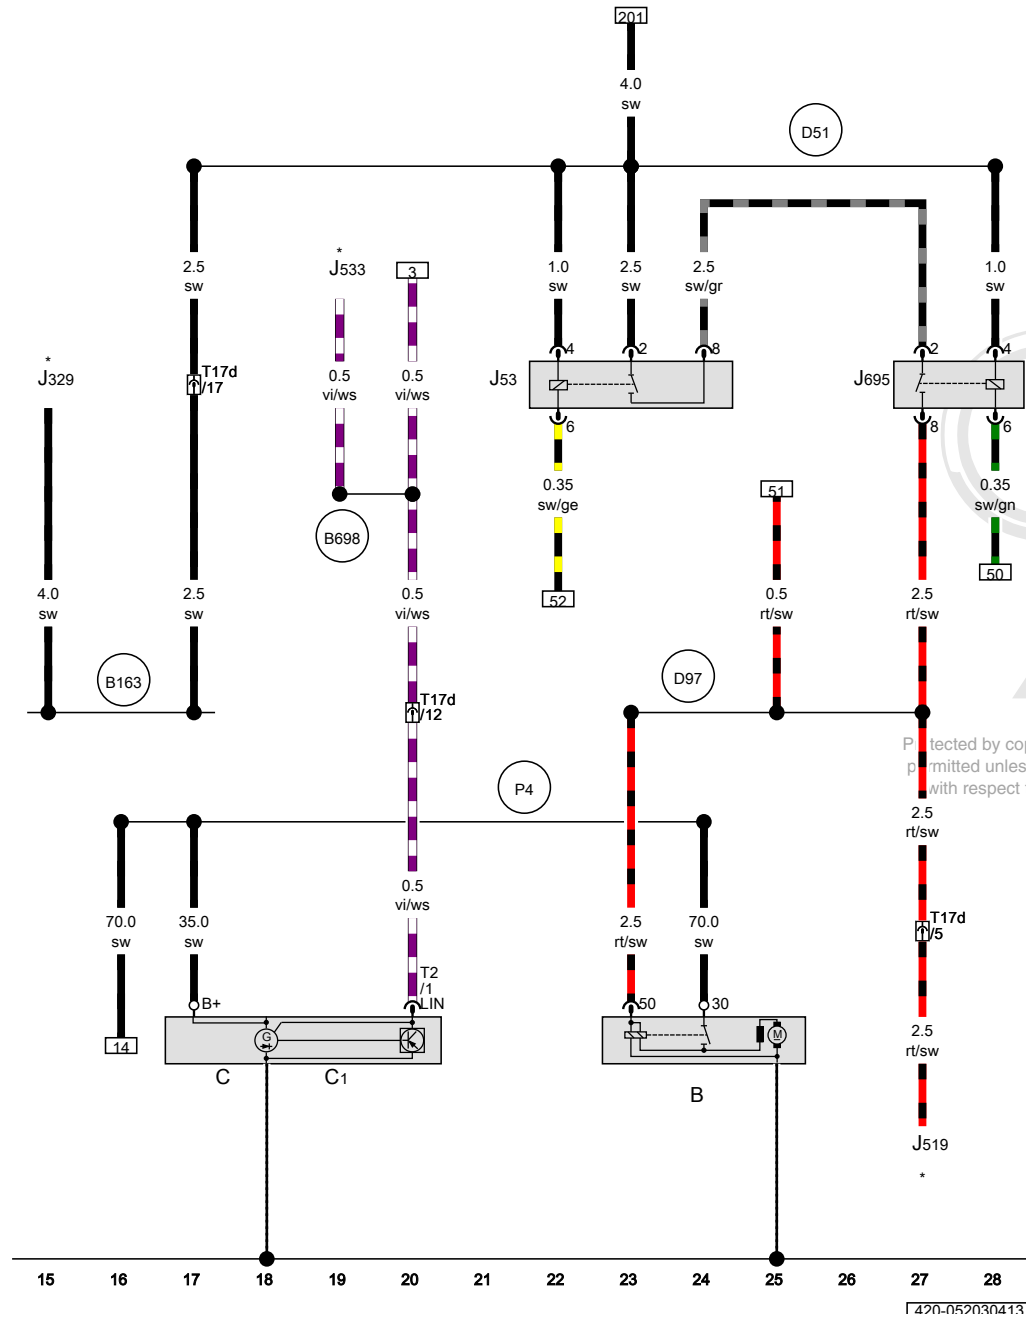 201
4.0
sw
D51
2.5
sw
*
J533
3
1.0
sw
2.5
sw
2.5
sw/gr
1.0
sw
*
J329
T17d
/17
0.5
vi/ws
0.5
vi/ws
J53
4
2
8
J695
2
4
6
8
6
0.35
sw/ge
51
0.35
sw/gn
B698
4.0
sw
2.5
sw
0.5
vi/ws
52
0.5
rt/sw
2.5
rt/sw
50
B163
D97
T17d
/12
Protected by cop
permitted unles
with respect
P4
2.5
rt/sw
0.5
vi/ws
70.0
sw
35.0
sw
2.5
rt/sw
70.0
sw
T17d
/5
T2
/1
B+
LIN
50
30
14
G
M
2.5
rt/sw
C
C1
B
J519
*
15 16 17 18 19 20 21 22 23 24 25 26 27 28
420-052030413